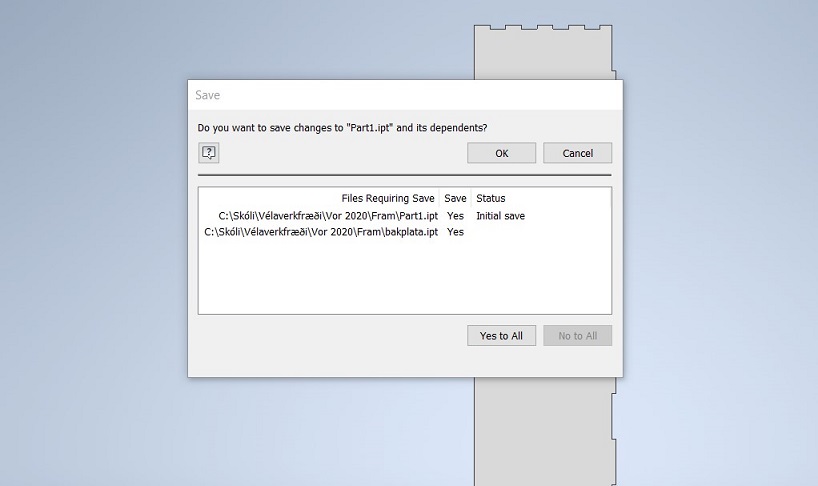 Save
Do you want to save changes to "Part1.ipt" and its dependents?
?
OK
Cancel
Files Requiring Save Save Status
C:\Skóli\Vélaverkfræði\Vor 2020\Fram\Part1.ipt Yes Initial save
C:\Skóli\Vélaverkfræði\Vor 2020\Fram\bakplata.ipt Yes
Yes to All
No to All